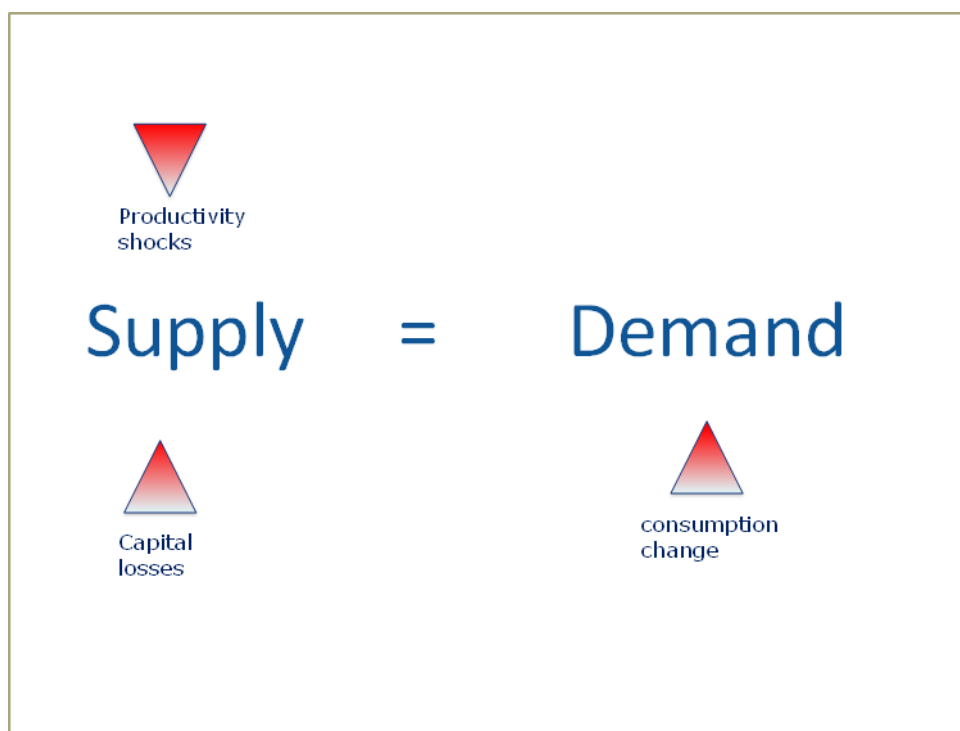 Productivity
shocks
Supply = Demand
Capital
losses
consumption
change